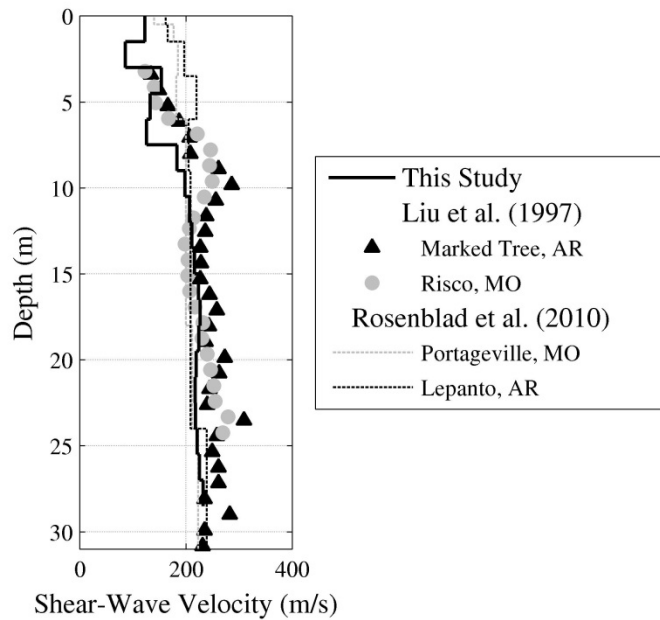 0
5
10
15
20
25
30
Depth (m)
0 200 400
Shear-Wave Velocity (m/s)
This Study
Liu et al. (1997)
Marked Tree, AR
Risco, MO
Rosenblad et al. (2010)
Portageville, MO
Lepanto, AR